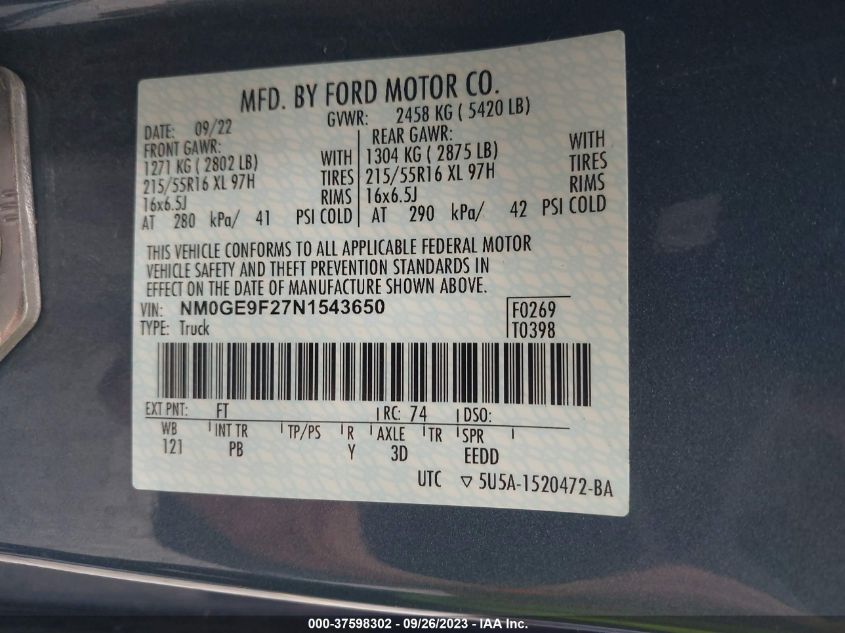 MFD. BY FORD MOTOR CO.
DATE: 09/22 GVWR: 2458 KG ( 5420 LB)
FRONT GAWR: REAR GAWR:
1271 KG ( 2802 LB) WITH 1304 KG ( 2875 LB) WITH
215/55R16 XL 97H TIRES 215/55R16 XL 97H TIRES
16x6.5J RIMS 16x6.5J RIMS
AT 280 kPa/ 41 PSI COLD AT 290 kPa/ 42 PSI COLD
THIS VEHICLE CONFORMS TO ALL APPLICABLE FEDERAL MOTOR
VEHICLE SAFETY AND THEFT PREVENTION STANDARDS IN
EFFECT ON THE DATE OF MANUFACTURE SHOWN ABOVE.
VIN: NM0GE9F27N1543650 F0269
TYPE: Truck T0398
EXT PNT: FT RC: 74 DSO:
WB INT TR TP/PS R AXLE TR SPR
121 PB Y 3D EEDD
UTC ▽ 5U5A-1520472-BA
000-37598302 - 09/26/2023 - IAA Inc.